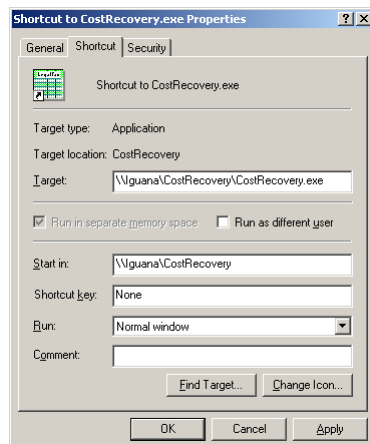 Shortcut to CostRecovery.exe Properties
General Shortcut Security
Shortcut to CostRecovery.exe
Target type: Application
Target location: CostRecovery
Target: \\Iguana\CostRecovery\CostRecovery.exe
Run in separate memory space Run as different user
Start in: \\Iguana\CostRecovery
Shortcut key: None
Run: Normal window
Comment:
Find Target... Change Icon...
OK Cancel Apply